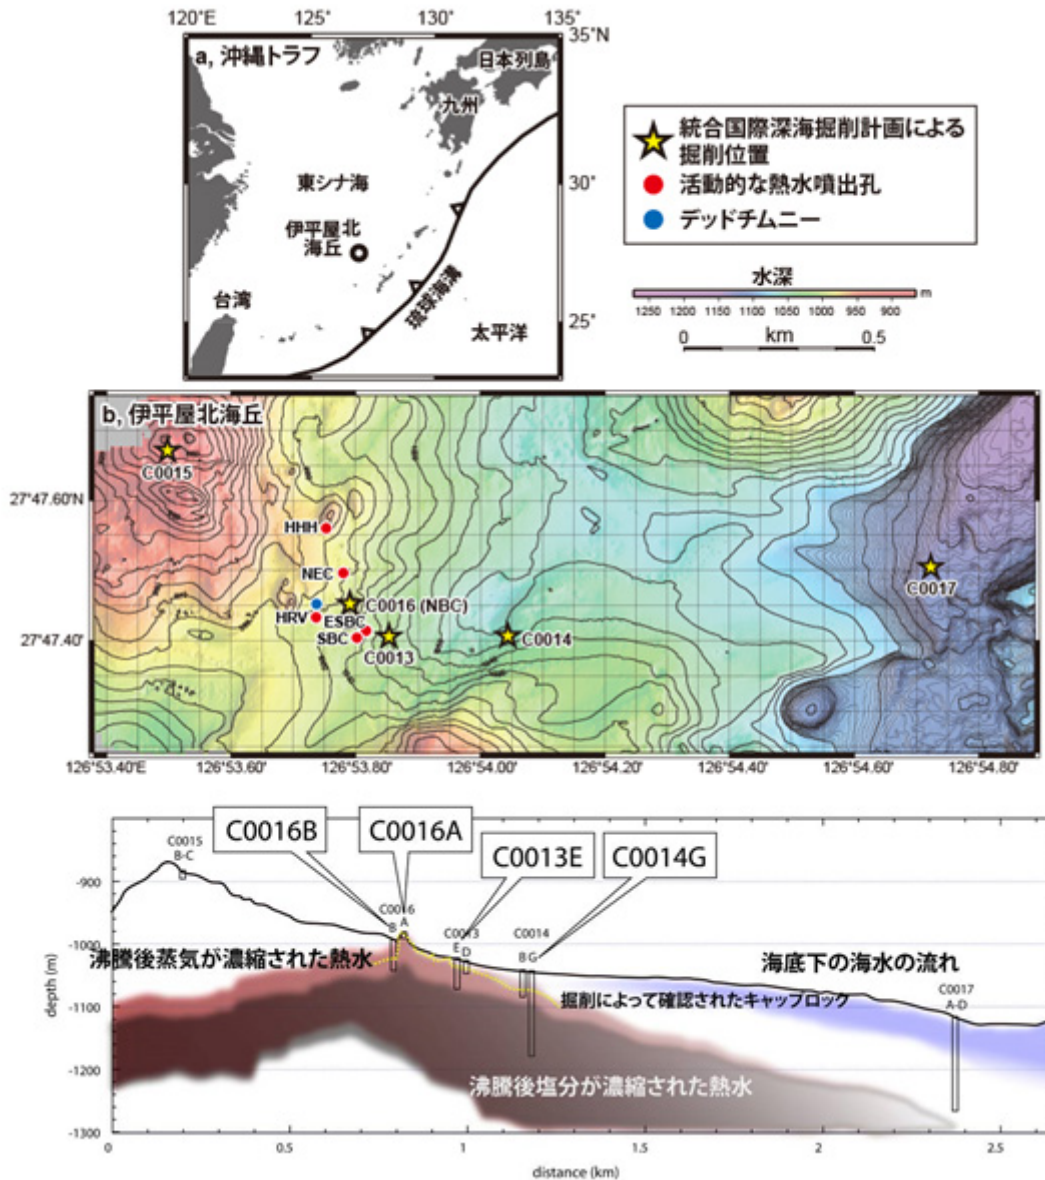 120°E
125°
130°
135°
35°N
a, 沖縄トラフ
日本列島
九州
東シナ海
30°
伊平屋北
海丘
台湾
琉球海溝
太平洋
25°
統合国際深海掘削計画による
掘削位置
活動的な熱水噴出孔
デッドチムニー
水深
m
1250 1200 1150 1100 1050 1000 950 900
km
0 0.5
b, 伊平屋北海丘
C0015
27°47.60'N
HHH
NEC
C0017
C0016 (NBC)
HRV
ESBC
27°47.40'
SBC
C0013
C0014
126°53.40'E 126°53.60' 126°53.80' 126°54.00' 126°54.20' 126°54.40' 126°54.60' 126°54.80'
C0016B
C0016A
C0013E
C0014G
C0015
B-C
C0016
B
A
C0013
E D
C0014
B G
C0017
A-D
沸騰後蒸気が濃縮された熱水
海底下の海水の流れ
掘削によって確認されたキャップロック
沸騰後塩分が濃縮された熱水
depth (m)
-900
-1000
-1100
-1200
-1300
0 0.5 1 1.5 2 2.5
distance (km)